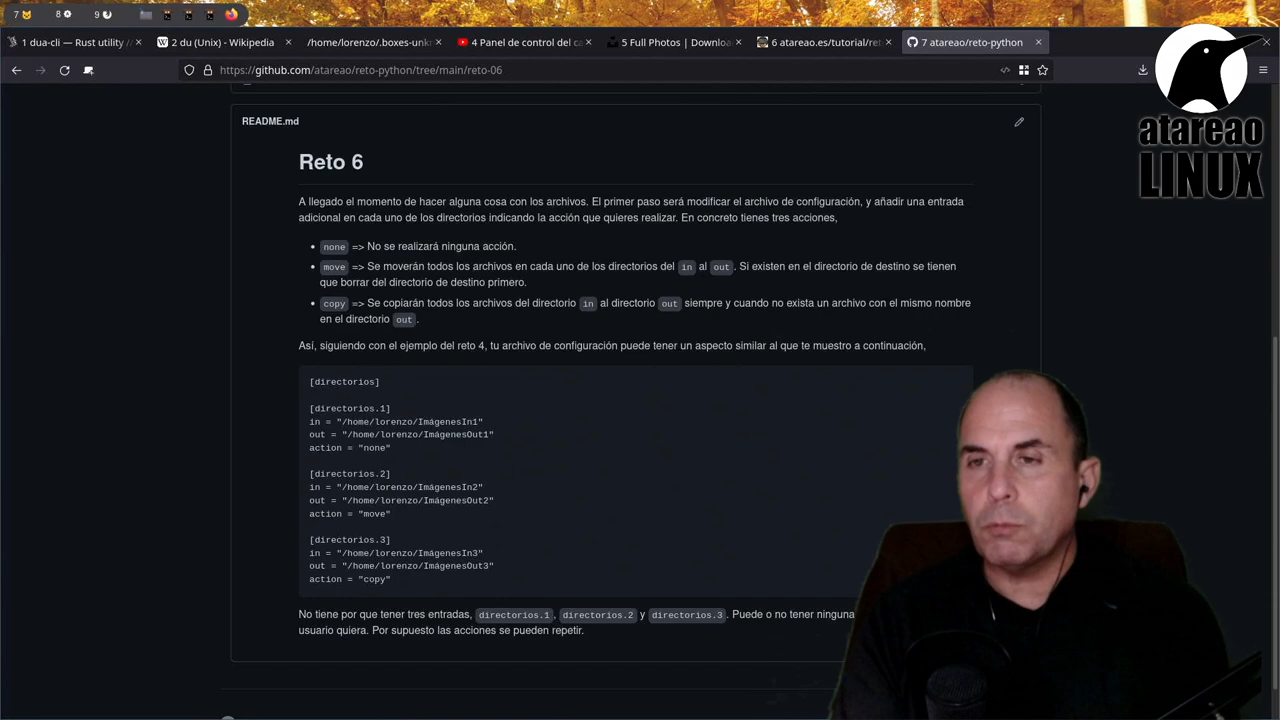 7 8 9
1 dua-cli — Rust utility / 2 du (Unix) - Wikipedia /home/lorenzo/.boxes-unkn 4 Panel de control del ca 5 Full Photos | Downloa 6 atareao.es/tutorial/ret 7 atareao/reto-python
https://github.com/atareao/reto-python/tree/main/reto-06
atareao
LINUX
README.md
Reto 6
A llegado el momento de hacer alguna cosa con los archivos. El primer paso será modificar el archivo de configuración, y añadir una entrada
adicional en cada uno de los directorios indicando la acción que quieres realizar. En concreto tienes tres acciones,
none => No se realizará ninguna acción.
move => Se moverán todos los archivos en cada uno de los directorios del in al out. Si existen en el directorio de destino se tienen
que borrar del directorio de destino primero.
copy => Se copiarán todos los archivos del directorio in al directorio out siempre y cuando no exista un archivo con el mismo nombre
en el directorio out.
Así, siguiendo con el ejemplo del reto 4, tu archivo de configuración puede tener un aspecto similar al que te muestro a continuación,
[directorios]
[directorios.1]
in = "/home/lorenzo/ImágenesIn1"
out = "/home/lorenzo/ImágenesOut1"
action = "none"
[directorios.2]
in = "/home/lorenzo/ImágenesIn2"
out = "/home/lorenzo/ImágenesOut2"
action = "move"
[directorios.3]
in = "/home/lorenzo/ImágenesIn3"
out = "/home/lorenzo/ImágenesOut3"
action = "copy"
No tiene por que tener tres entradas, directorios.1, directorios.2 y directorios.3. Puede o no tener ninguna
usuario quiera. Por supuesto las acciones se pueden repetir.